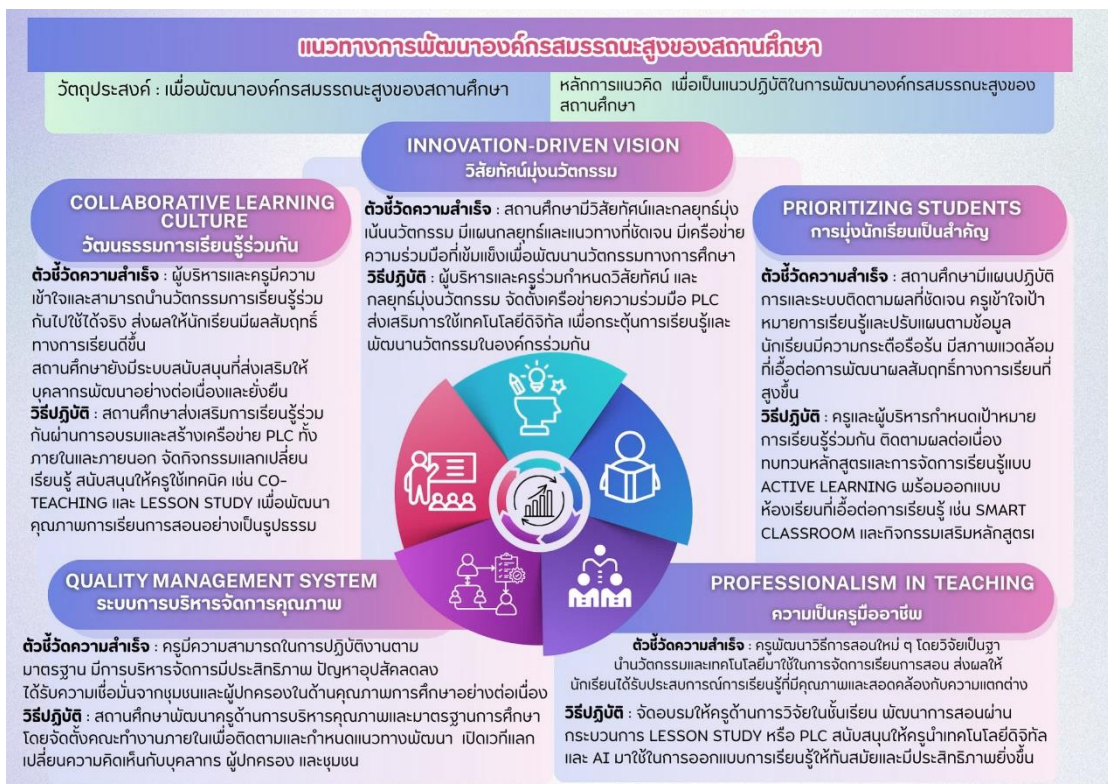 แนวทางการพัฒนาองค์กรสมรรถนะสูงของสถานศึกษา
วัตถุประสงค์ : เพื่อพัฒนาองค์กรสมรรถนะสูงของสถานศึกษา
หลักการแนวคิด เพื่อเป็นแนวปฏิบัติในการพัฒนาองค์กรสมรรถนะสูงของ
สถานศึกษา
INNOVATION-DRIVEN VISION
วิสัยทัศน์มุ่งนวัตกรรม
ตัวชี้วัดความสำเร็จ : สถานศึกษามีวิสัยทัศน์และกลยุทธ์มุ่ง
เน้นนวัตกรรม มีแผนกลยุทธ์และแนวทางที่ชัดเจน มีเครือข่าย
ความร่วมมือที่เข้มแข็งเพื่อพัฒนานวัตกรรมทางการศึกษา
วิธีปฏิบัติ : ผู้บริหารและครูร่วมกำหนดวิสัยทัศน์ และ
กลยุทธ์มุ่งนวัตกรรม จัดตั้งเครือข่ายความร่วมมือ PLC
ส่งเสริมการใช้เทคโนโลยีดิจิทัล เพื่อกระตุ้นการเรียนรู้และ
พัฒนานวัตกรรมในองค์กรร่วมกัน
COLLABORATIVE LEARNING
CULTURE
วัฒนธรรมการเรียนรู้ร่วมกัน
ตัวชี้วัดความสำเร็จ : ผู้บริหารและครูมีความ
เข้าใจและสามารถนำนวัตกรรมการเรียนรู้ร่วม
กันไปใช้ได้จริง ส่งผลให้นักเรียนมีผลสัมฤทธิ์
ทางการเรียนดีขึ้น
สถานศึกษายังมีระบบสนับสนุนที่ส่งเสริมให้
บุคลากรพัฒนาอย่างต่อเนื่องและยั่งยืน
วิธีปฏิบัติ : สถานศึกษาส่งเสริมการเรียนรู้ร่วม
กันผ่านการอบรมและสร้างเครือข่าย PLC ทั้ง
ภายในและภายนอก จัดกิจกรรมแลกเปลี่ยน
เรียนรู้ สนับสนุนให้ครูใช้เทคนิค เช่น CO-
TEACHING และ LESSON STUDY เพื่อพัฒนา
คุณภาพการเรียนการสอนอย่างเป็นรูปธรรม
PRIORITIZING STUDENTS
การมุ่งนักเรียนเป็นสำคัญ
ตัวชี้วัดความสำเร็จ : สถานศึกษามีแผนปฏิบัติ
การและระบบติดตามผลที่ชัดเจน ครูเข้าใจเป้า
หมายการเรียนรู้และปรับแผนตามข้อมูล
นักเรียนมีความกระตือรือร้น มีสภาพแวดล้อม
ที่เอื้อต่อการพัฒนาผลสัมฤทธิ์ทางการเรียนที่
สูงขึ้น
วิธีปฏิบัติ : ครูและผู้บริหารกำหนดเป้าหมาย
การเรียนรู้ร่วมกัน ติดตามผลต่อเนื่อง
ทบทวนหลักสูตรและการจัดการเรียนรู้แบบ
ACTIVE LEARNING พร้อมออกแบบ
ห้องเรียนที่เอื้อต่อการเรียนรู้ เช่น SMART
CLASSROOM และกิจกรรมเสริมหลักสูตรเ
QUALITY MANAGEMENT SYSTEM
ระบบการบริหารจัดการคุณภาพ
ตัวชี้วัดความสำเร็จ : ครูมีความสามารถในการปฏิบัติงานตาม
มาตรฐาน มีการบริหารจัดการมีประสิทธิภาพ ปัญหาอุปสัคลดลง
ได้รับความเชื่อมั่นจากชุมชนและผู้ปกครองในด้านคุณภาพการศึกษาอย่างต่อเนื่อง
วิธีปฏิบัติ : สถานศึกษาพัฒนาครูด้านการบริหารคุณภาพและมาตรฐานการศึกษา
โดยจัดตั้งคณะทำงานภายในเพื่อติดตามและกำหนดแนวทางพัฒนา เปิดเวทีแลก
เปลี่ยนความคิดเห็นกับบุคลากร ผู้ปกครอง และชุมชน
PROFESSIONALISM IN TEACHING
ความเป็นครูมืออาชีพ
ตัวชี้วัดความสำเร็จ : ครูพัฒนาวิธีการสอนใหม่ ๆ โดยวิจัยเป็นฐา
นำนวัตกรรมและเทคโนโลยีมาใช้ในการจัดการเรียนการสอน ส่งผลให้
นักเรียนได้รับประสบการณ์การเรียนรู้ที่มีคุณภาพและสอดคล้องกับความแตกต่าง
วิธีปฏิบัติ : จัดอบรมให้ครูด้านการวิจัยในชั้นเรียน พัฒนาการสอนผ่าน
กระบวนการ LESSON STUDY หรือ PLC สนับสนุนให้ครูนำเทคโนโลยีดิจิทัล
และ AI มาใช้ในการออกแบบการเรียนรู้ให้ทันสมัยและมีประสิทธิภาพยิ่งขึ้น